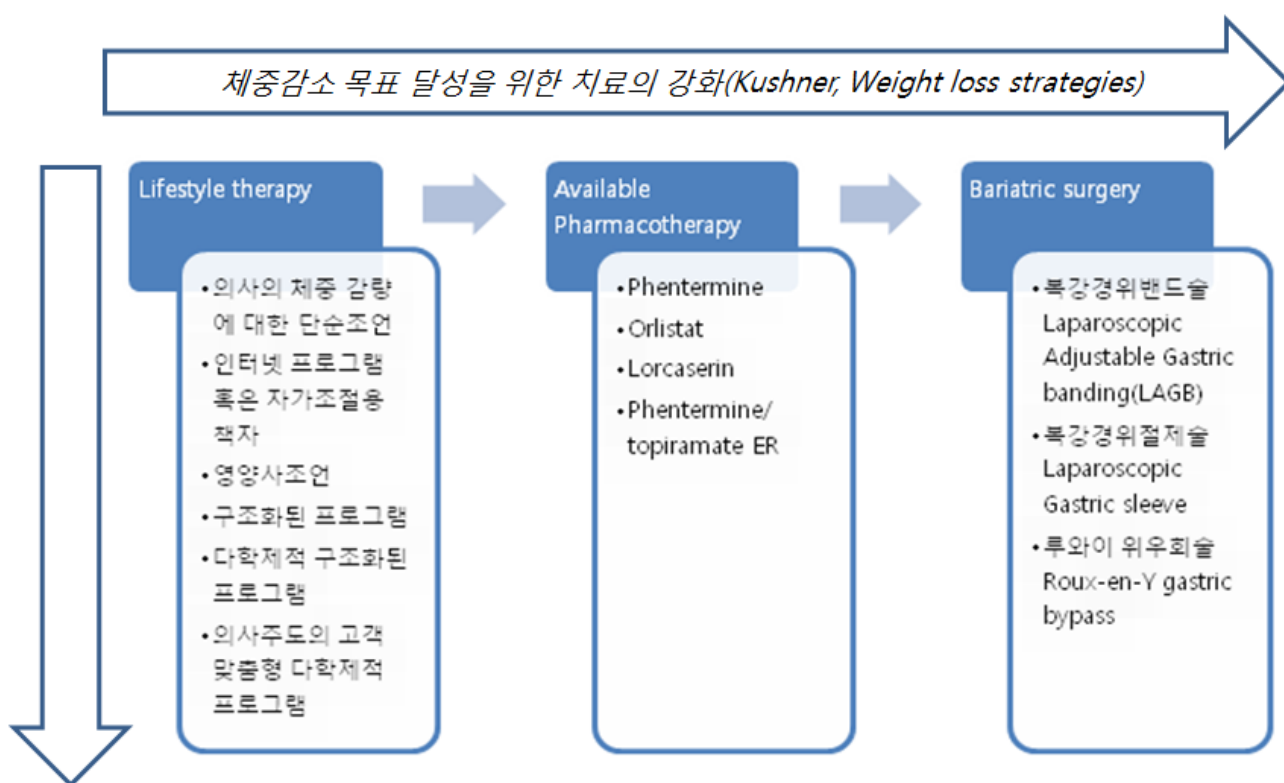 체중감소 목표 달성을 위한 치료의 강화(Kushner, Weight loss strategies)
Lifestyle therapy
•의사의 체중 감량
에 대한 단순조언
•인터넷 프로그램
혹은 자가조절용
책자
•영양사조언
•구조화된 프로그램
•다학제적 구조화된
프로그램
•의사주도의 고객
맞춤형 다학제적
프로그램
Available
Pharmacotherapy
•Phentermine
•Orlistat
•Lorcaserin
•Phentermine/
topiramate ER
Bariatric surgery
•복강경위밴드술
Laparoscopic
Adjustable Gastric
banding(LAGB)
•복강경위절제술
Laparoscopic
Gastric sleeve
•루와이 위우회술
Roux-en-Y gastric
bypass